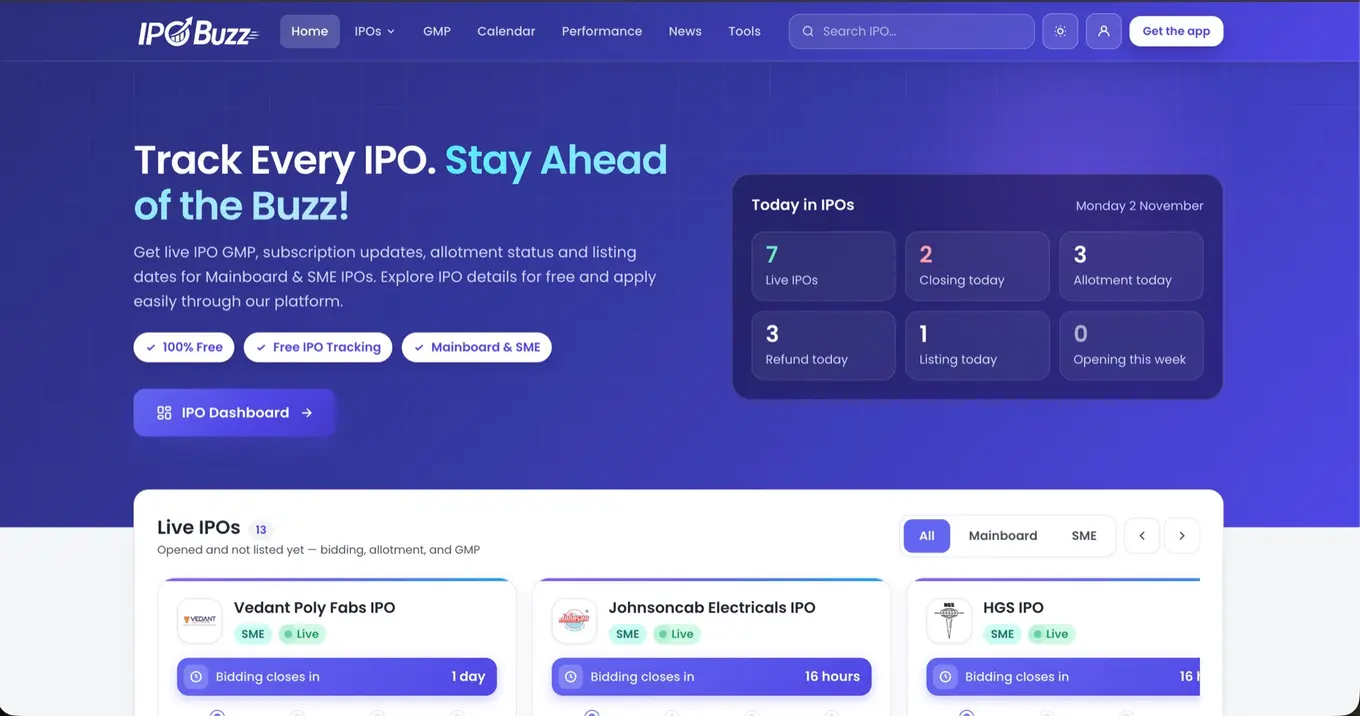 IPO Buzz
Home
IPOs
GMP
Calendar
Performance
News
Tools
Search IPO...
Get the app
Track Every IPO. Stay Ahead
of the Buzz!
Get live IPO GMP, subscription updates, allotment status and listing
dates for Mainboard & SME IPOs. Explore IPO details for free and apply
easily through our platform.
100% Free
Free IPO Tracking
Mainboard & SME
IPO Dashboard
Today in IPOs
Monday 2 November
7
Live IPOs
2
Closing today
3
Allotment today
3
Refund today
1
Listing today
0
Opening this week
Live IPOs 13
Opened and not listed yet — bidding, allotment, and GMP
All
Mainboard
SME
VEDANT
Vedant Poly Fabs IPO
SME
Live
Bidding closes in
1 day
Johnson
Johnsoncab Electricals IPO
SME
Live
Bidding closes in
16 hours
HGS
HGS IPO
SME
Live
Bidding closes in
16